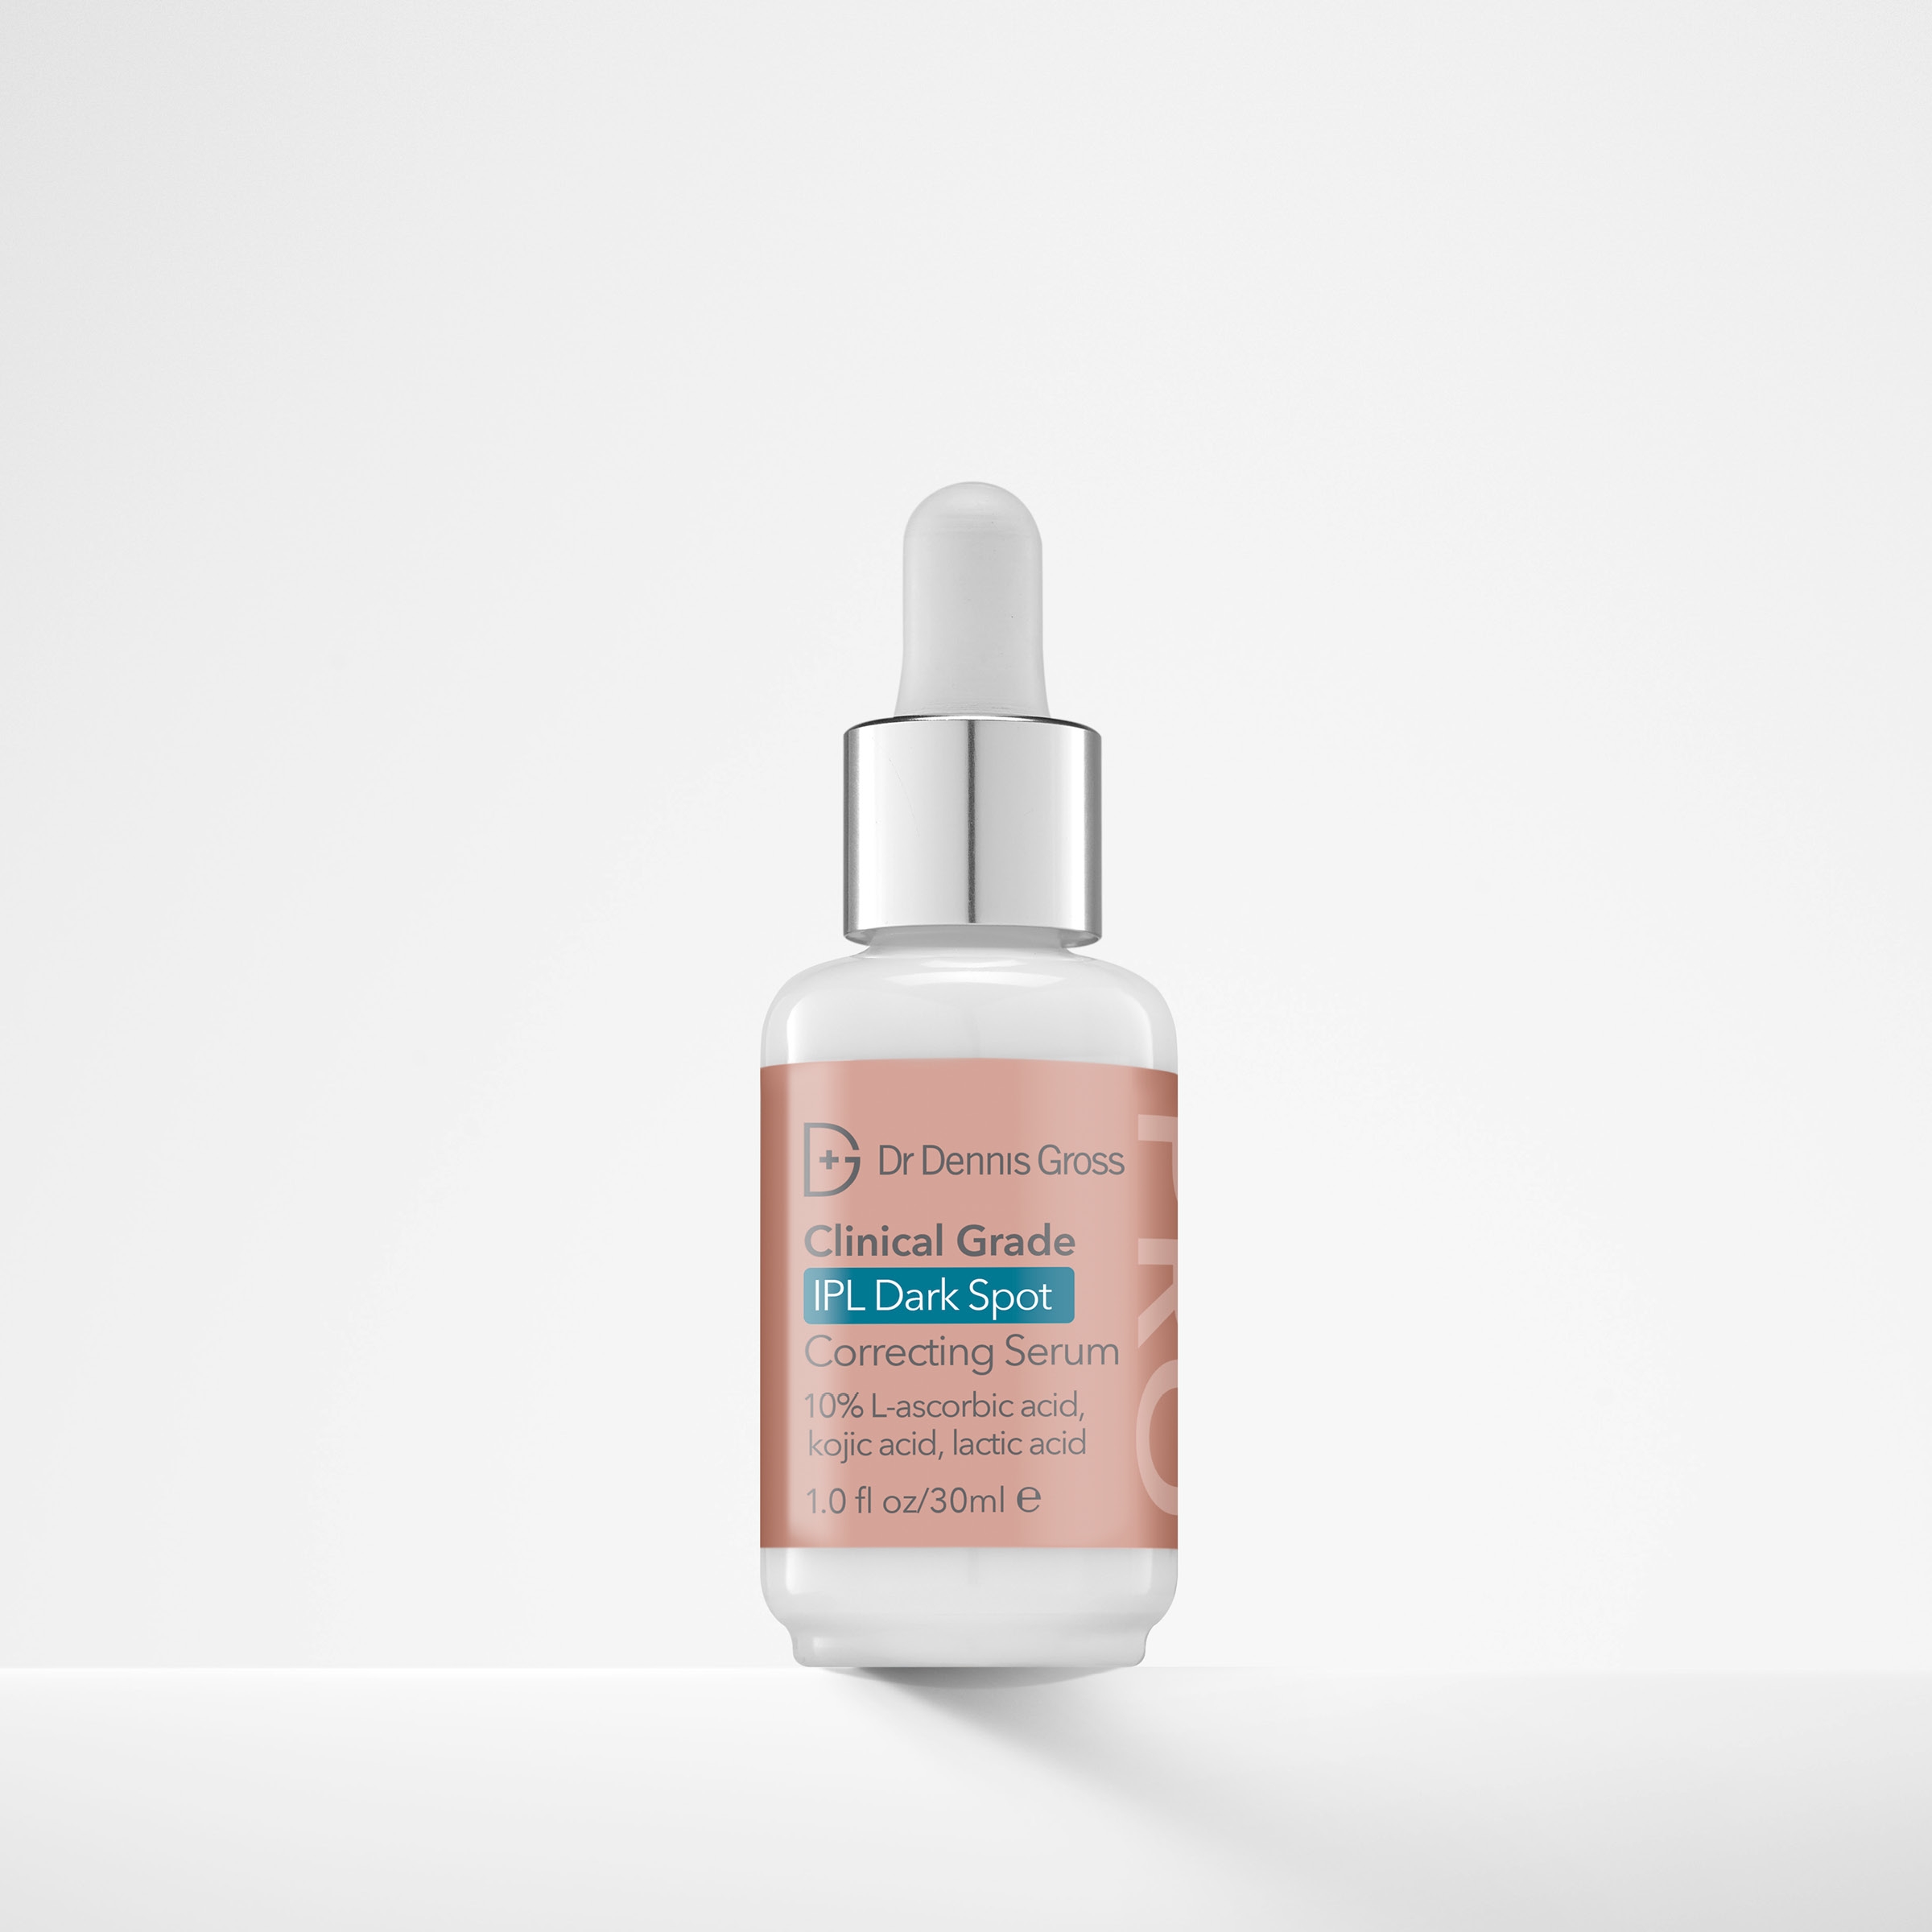 Dr Dennis Gross
Clinical Grade
IPL Dark Spot
Correcting Serum
10% L-ascorbic acid,
kojic acid, lactic acid
1.0 fl oz/30ml ℮
PRO